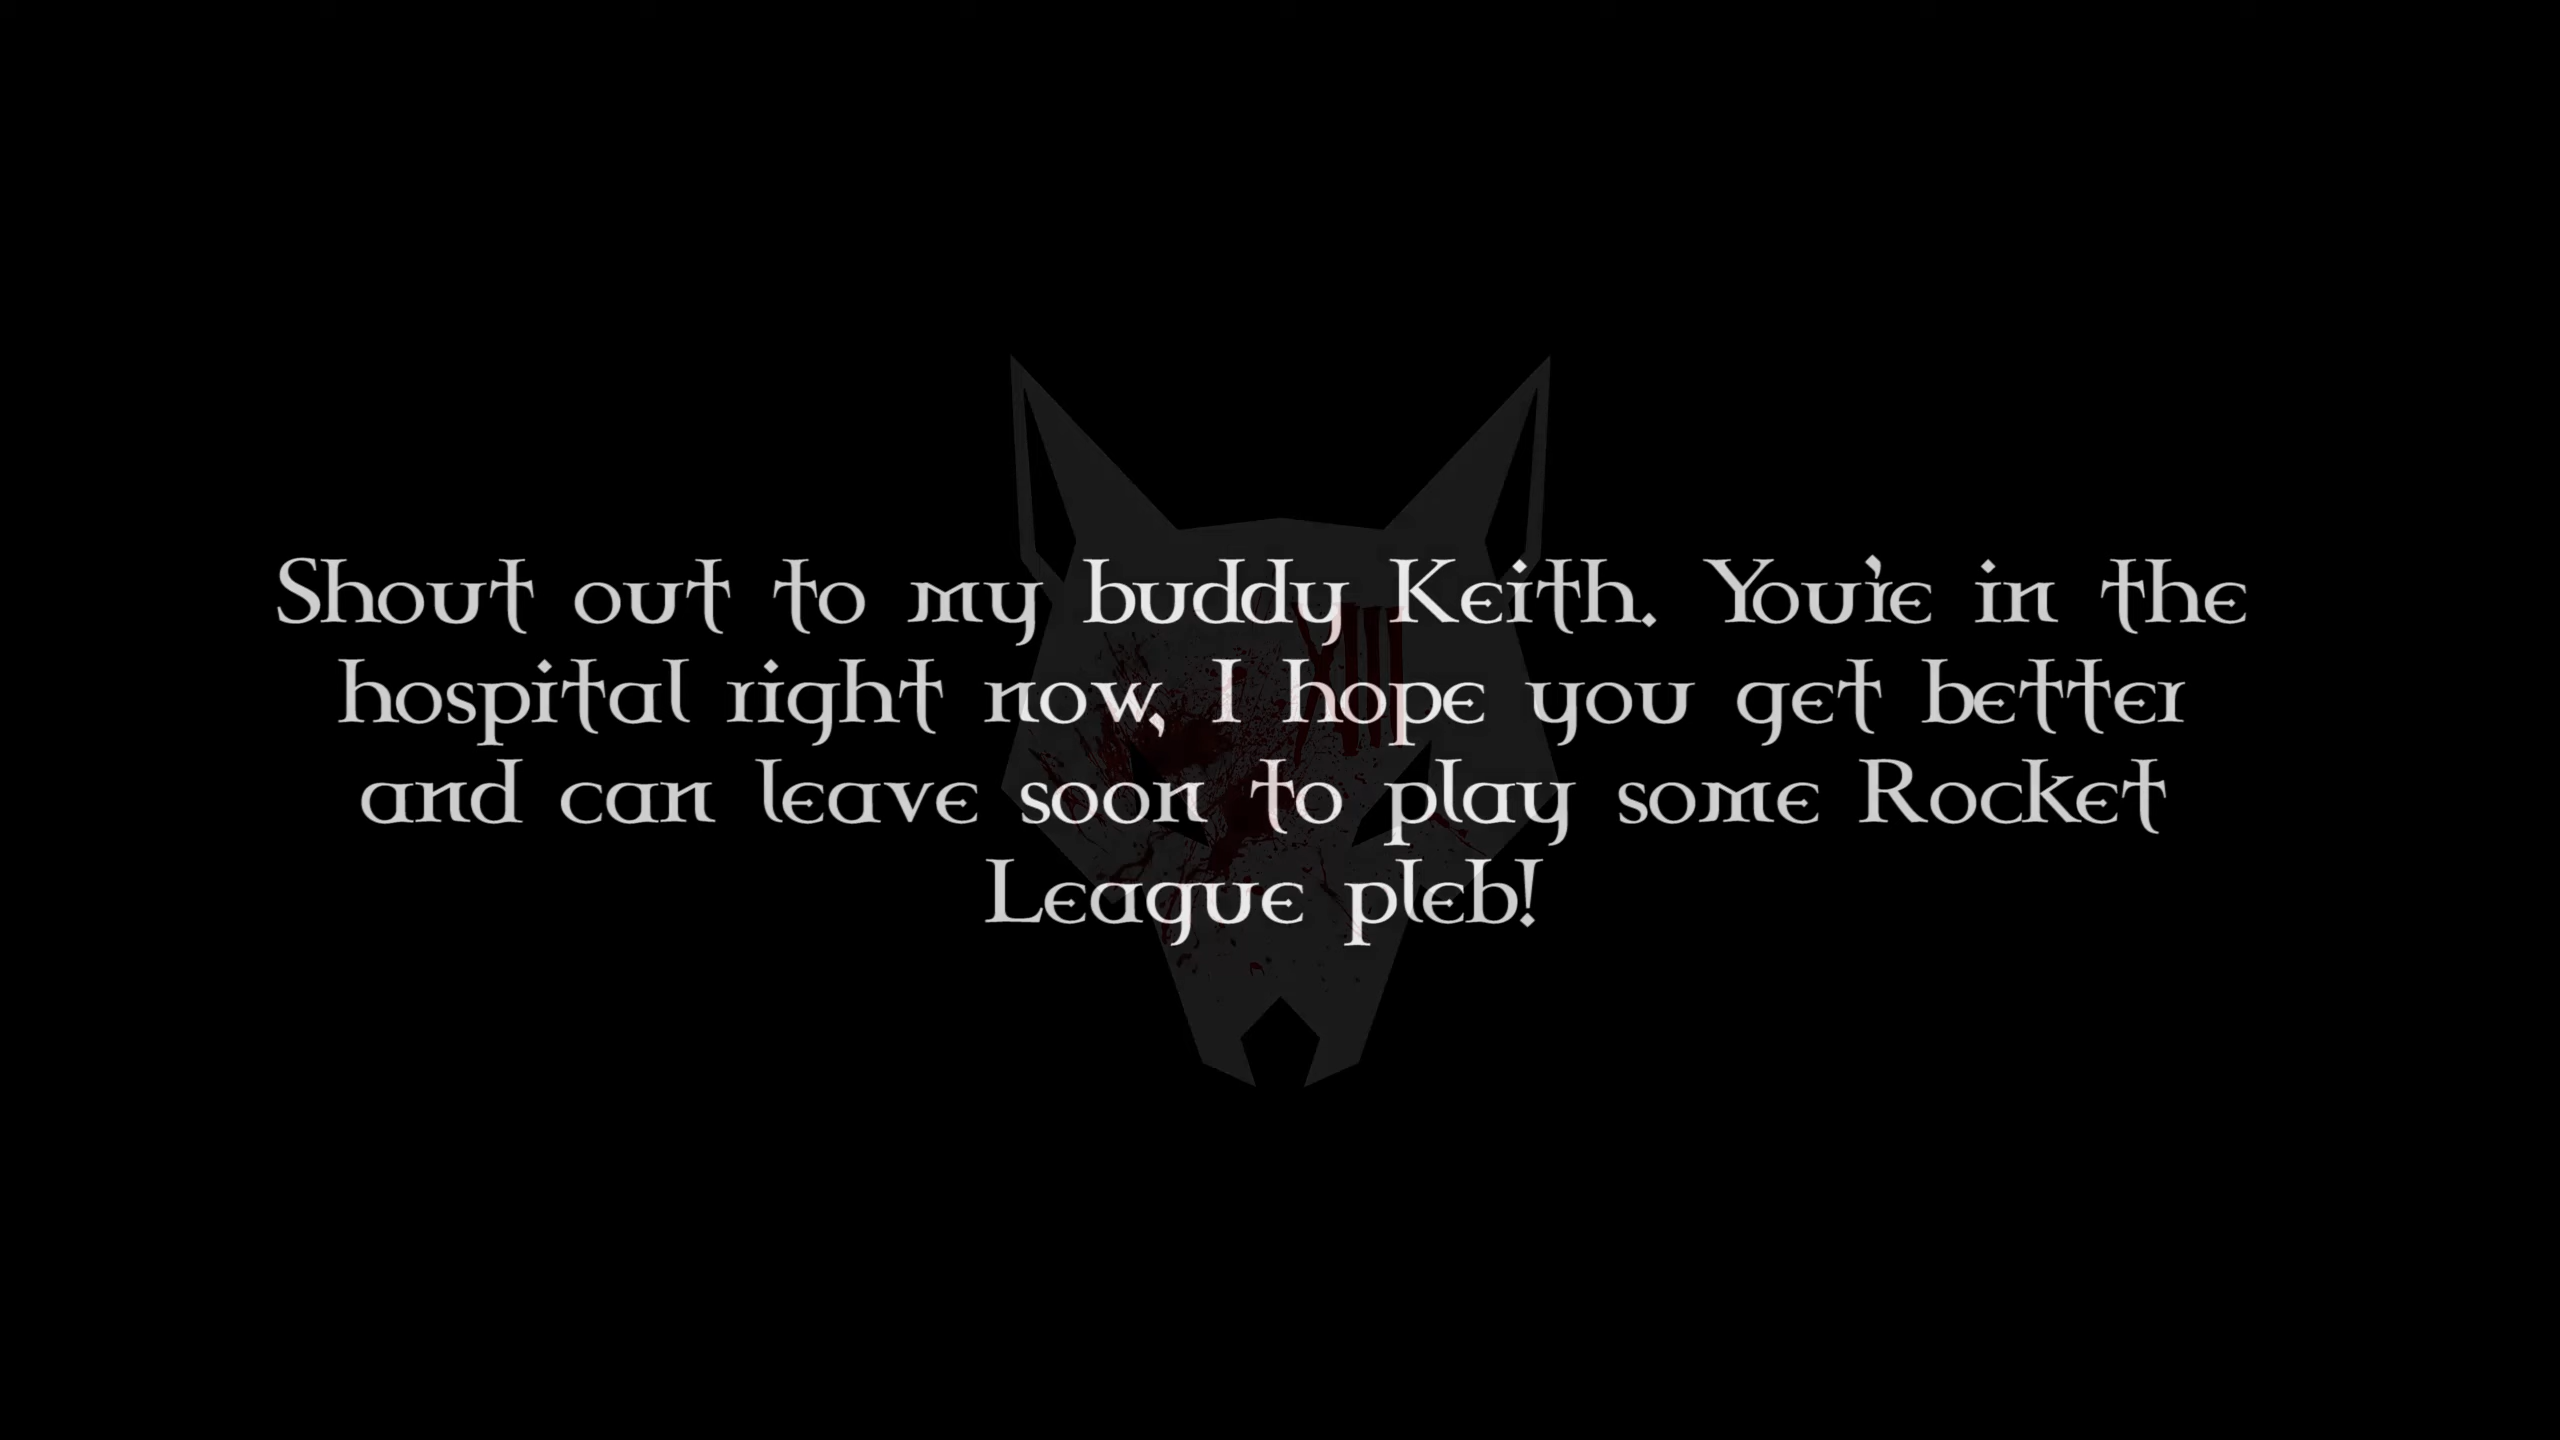 Shout out to my buddy Keith. You're in the
hospital right now, I hope you get better
and can leave soon to play some Rocket
League pleb!
XIII